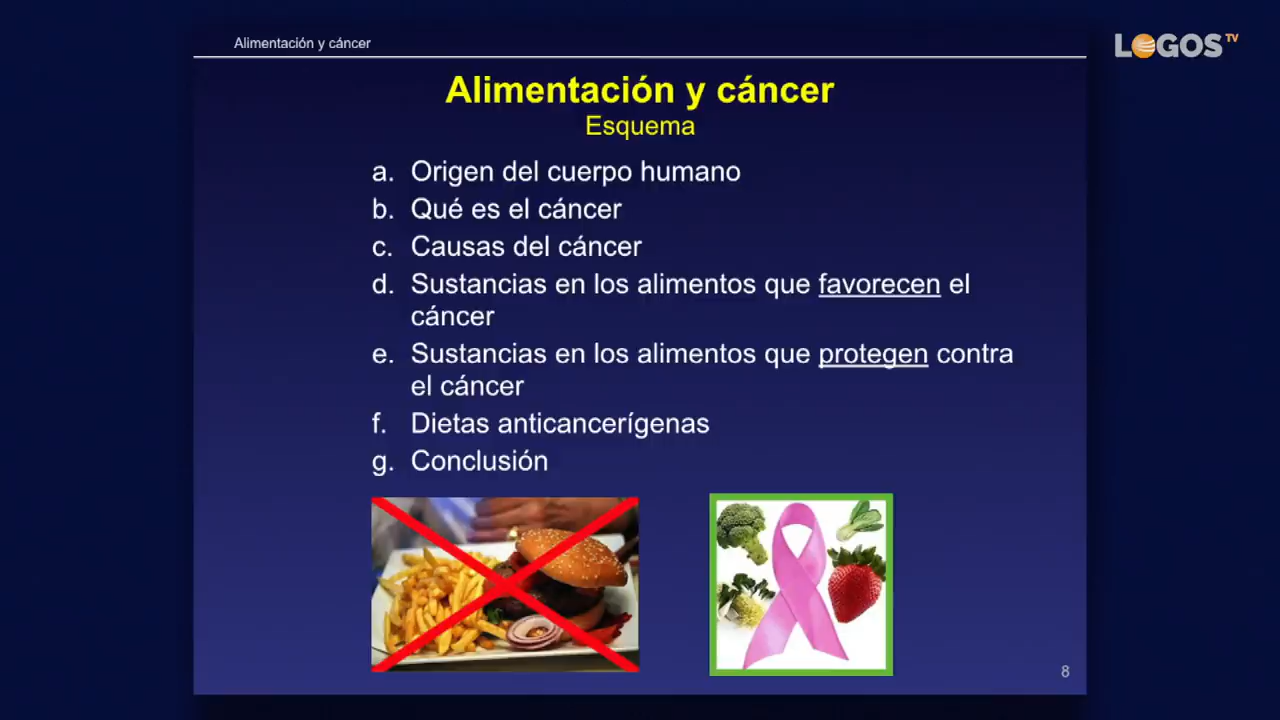 Alimentación y cáncer
LOGOS TV
Alimentación y cáncer
Esquema
a. Origen del cuerpo humano
b. Qué es el cáncer
c. Causas del cáncer
d. Sustancias en los alimentos que favorecen el
cáncer
e. Sustancias en los alimentos que protegen contra
el cáncer
f. Dietas anticancerígenas
g. Conclusión
8